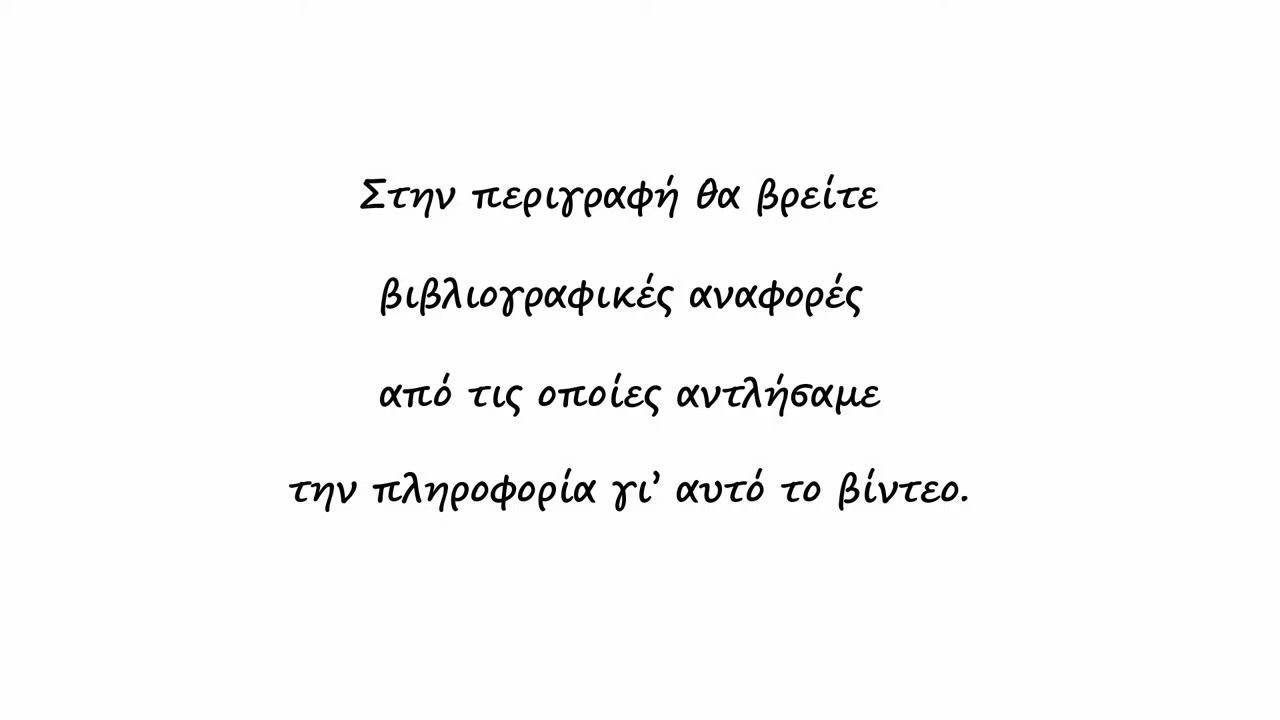 Στην περιγραφή θα βρείτε
βιβλιογραφικές αναφορές
από τις οποίες αντλήσαμε
την πληροφορία γι’ αυτό το βίντεο.